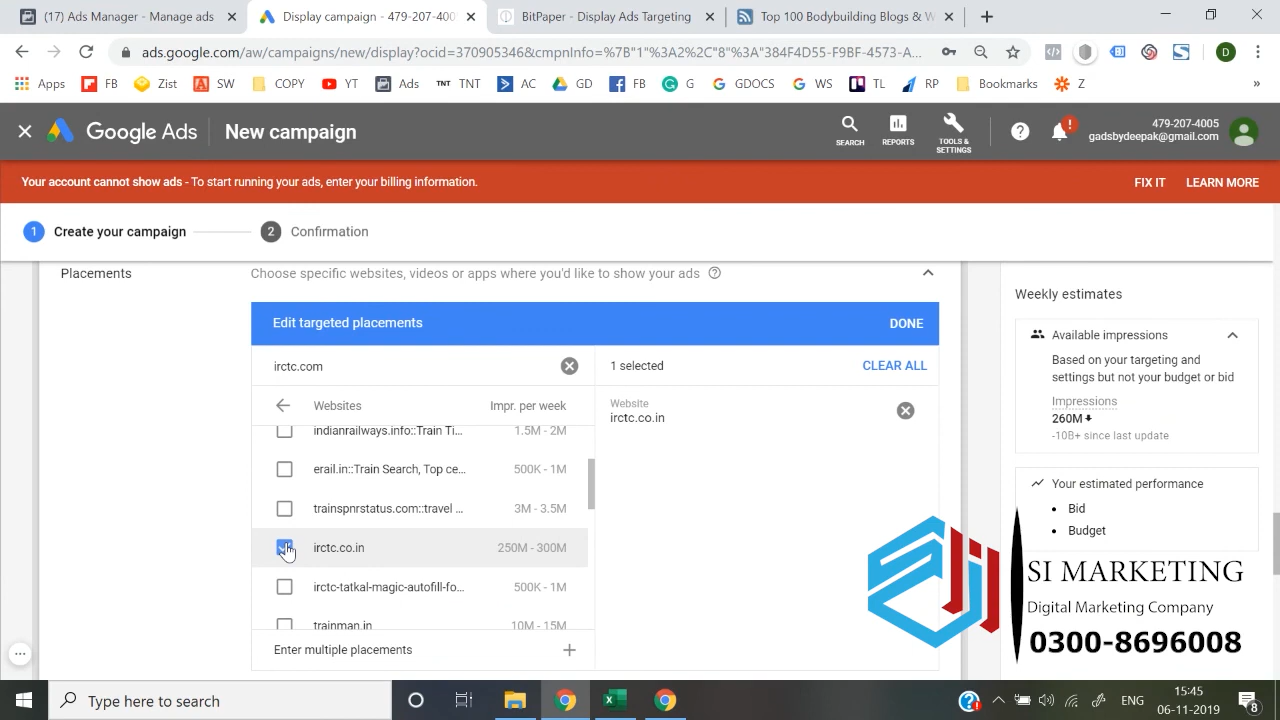 (17) Ads Manager - Manage ads
Display campaign - 479-207-400
BitPaper - Display Ads Targeting
Top 100 Bodybuilding Blogs & W
ads.google.com/aw/campaigns/new/display?ocid=370905346&cmpnInfo=%7B"1"%3A2%2C"8"%3A"384F4D55-F9BF-4573-A...
D
Apps
FB
Zist
SW
COPY
YT
Ads
TNT
TNT
AC
GD
FB
G
GDOCS
WS
TL
RP
Bookmarks
Z
»
Google Ads
New campaign
SEARCH
REPORTS
TOOLS &
SETTINGS
479-207-4005
gadsbydeepak@gmail.com
Your account cannot show ads - To start running your ads, enter your billing information.
FIX IT
LEARN MORE
1
Create your campaign
2
Confirmation
Placements
Choose specific websites, videos or apps where you'd like to show your ads
Edit targeted placements
DONE
irctc.com
1 selected
CLEAR ALL
Websites
Impr. per week
Website
irctc.co.in
indianrailways.info::Train Ti...
1.5M - 2M
erail.in::Train Search, Top ce...
500K - 1M
trainspnrstatus.com::travel ...
3M - 3.5M
irctc.co.in
250M - 300M
irctc-tatkal-magic-autofill-fo...
500K - 1M
trainman.in
10M - 15M
Enter multiple placements
Weekly estimates
Available impressions
Based on your targeting and
settings but not your budget or bid
Impressions
260M
-10B+ since last update
Your estimated performance
• Bid
• Budget
SI MARKETING
Digital Marketing Company
0300-8696008
Type here to search
ENG
15:45
06-11-2019
8